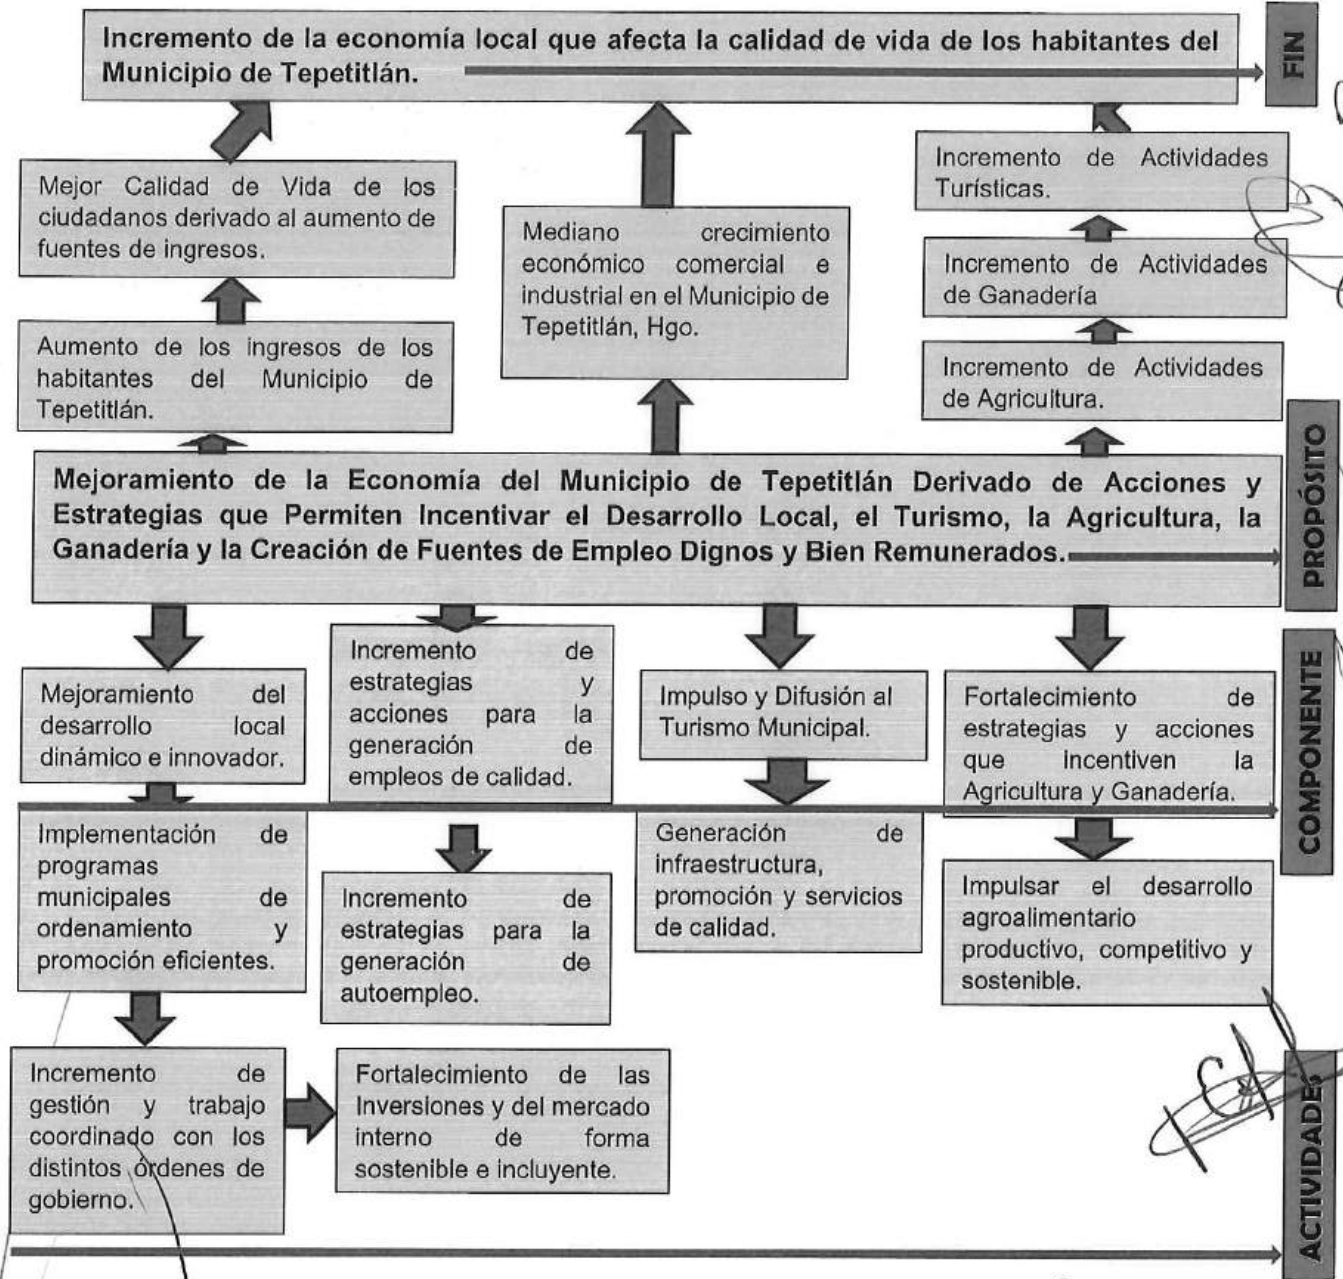 Incremento de la economía local que afecta la calidad de vida de los habitantes del
Municipio de Tepetitlán.
FIN
Mejor Calidad de Vida de los
ciudadanos derivado al aumento de
fuentes de ingresos.
Aumento de los ingresos de los
habitantes del Municipio de
Tepetitlán.
Mediano crecimiento
económico comercial e
industrial en el Municipio de
Tepetitlán, Hgo.
Incremento de Actividades
Turísticas.
Incremento de Actividades
de Ganadería
Incremento de Actividades
de Agricultura.
Mejoramiento de la Economía del Municipio de Tepetitlán Derivado de Acciones y
Estrategias que Permiten Incentivar el Desarrollo Local, el Turismo, la Agricultura, la
Ganadería y la Creación de Fuentes de Empleo Dignos y Bien Remunerados.
PROPÓSITO
Mejoramiento del
desarrollo local
dinámico e innovador.
Incremento de
estrategias y
acciones para la
generación de
empleos de calidad.
Impulso y Difusión al
Turismo Municipal.
Fortalecimiento de
estrategias y acciones
que incentiven la
Agricultura y Ganadería.
COMPONENTE
Implementación de
programas
municipales de
ordenamiento y
promoción eficientes.
Incremento de
estrategias para la
generación de
autoempleo.
Generación de
infraestructura,
promoción y servicios
de calidad.
Impulsar el desarrollo
agroalimentario
productivo, competitivo y
sostenible.
Incremento de
gestión y trabajo
coordinado con los
distintos órdenes de
gobierno.
Fortalecimiento de las
Inversiones y del mercado
interno de forma
sostenible e incluyente.
ACTIVIDADES